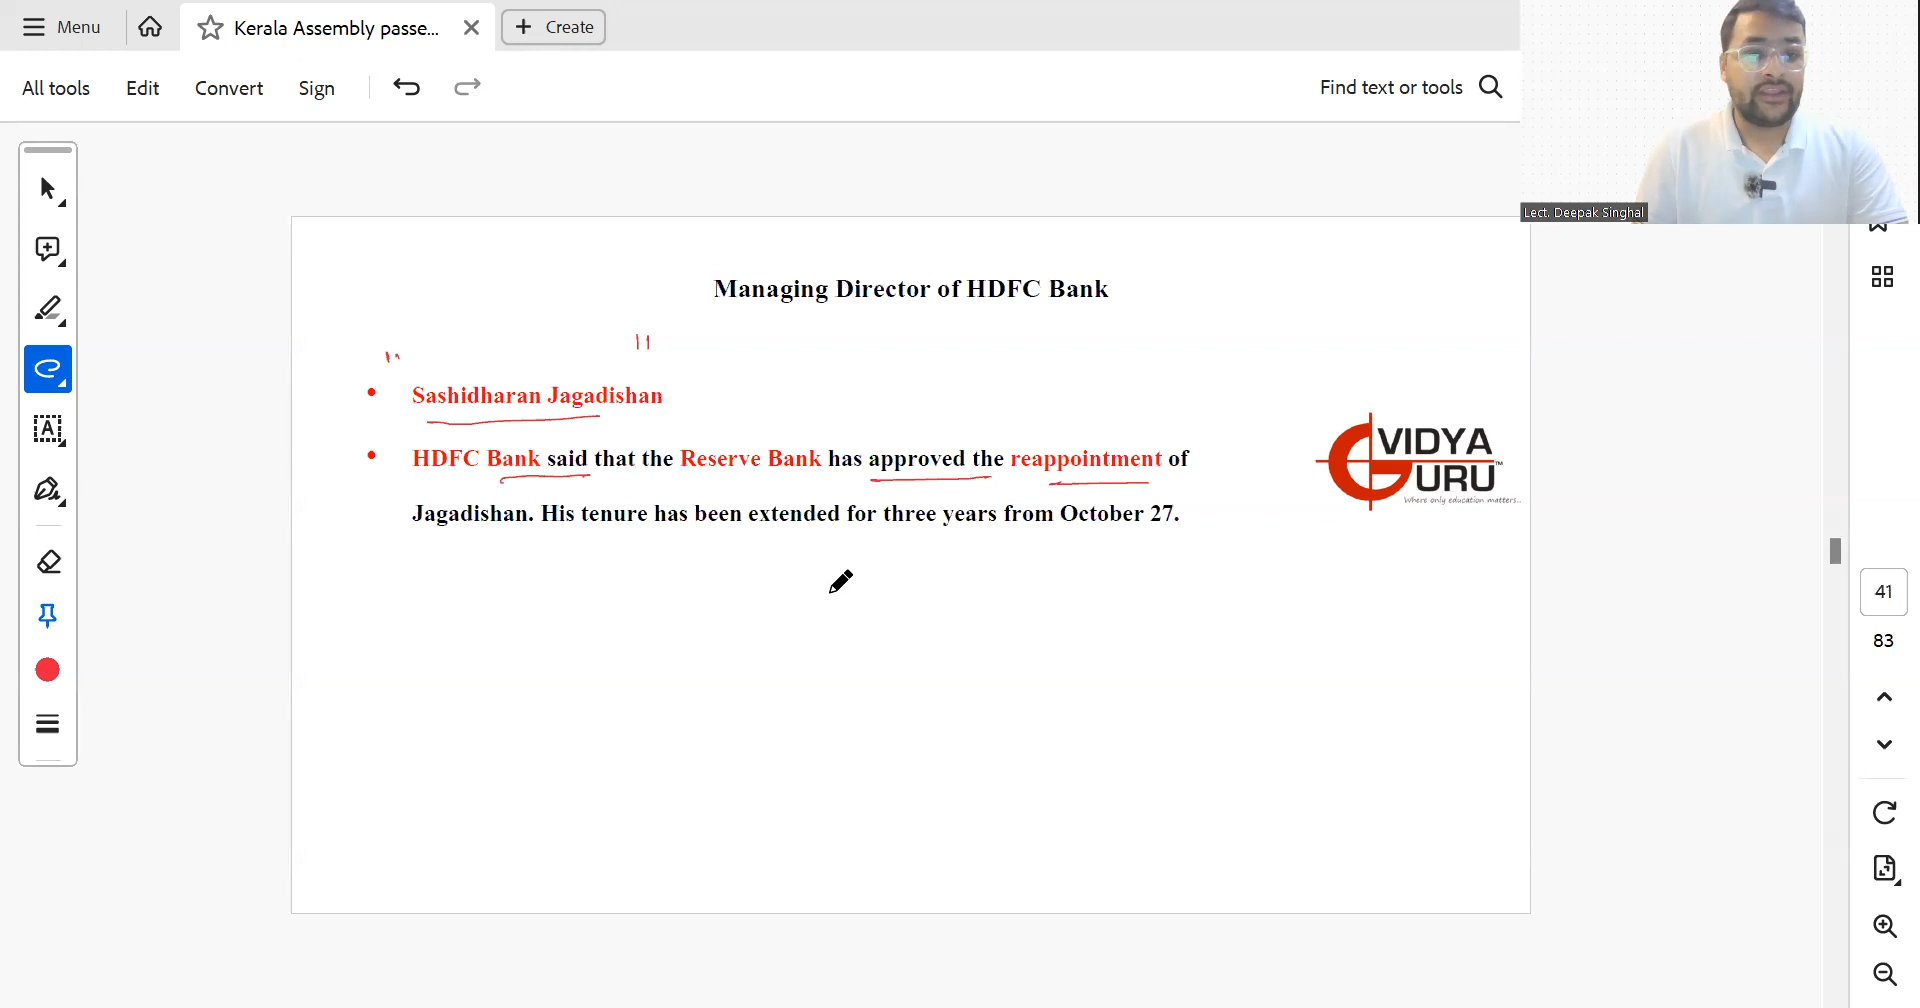 Menu
Kerala Assembly passe...
Create
All tools
Edit
Convert
Sign
Find text or tools
Lect. Deepak Singhal
Managing Director of HDFC Bank
• Sashidharan Jagadishan
• HDFC Bank said that the Reserve Bank has approved the reappointment of
Jagadishan. His tenure has been extended for three years from October 27.
VIDYA
GURU™
Where only education matters...
A
41
83